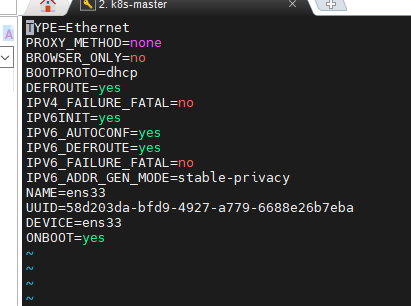 2. k8s-master
A
TYPE=Ethernet
PROXY_METHOD=none
BROWSER_ONLY=no
BOOTPROTO=dhcp
DEFROUTE=yes
IPV4_FAILURE_FATAL=no
IPV6INIT=yes
IPV6_AUTOCONF=yes
IPV6_DEFROUTE=yes
IPV6_FAILURE_FATAL=no
IPV6_ADDR_GEN_MODE=stable-privacy
NAME=ens33
UUID=58d203da-bfd9-4927-a779-6688e26b7eba
DEVICE=ens33
ONBOOT=yes
~
~
~
~